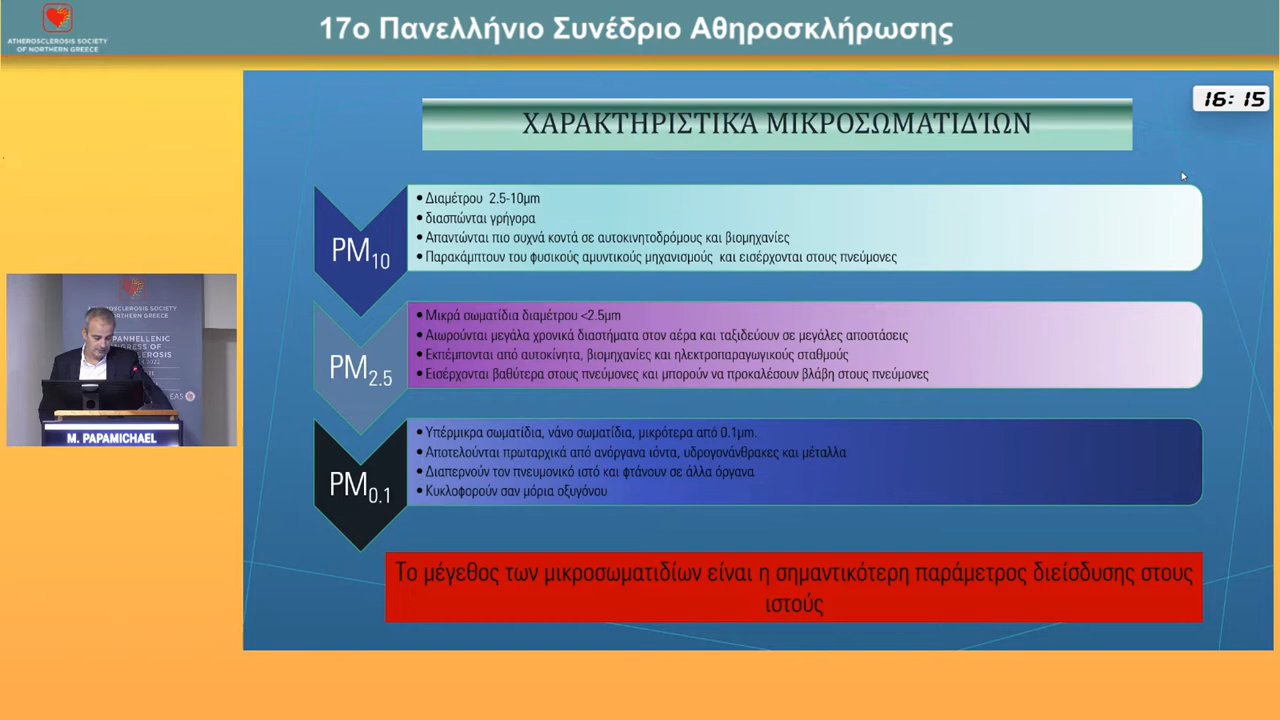 17ο Πανελλήνιο Συνέδριο Αθηροσκλήρωσης
ATHEROSCLEROSIS SOCIETY
OF NORTHERN GREECE
16: 15
ΧΑΡΑΚΤΗΡΙΣΤΙΚΆ ΜΙΚΡΟΣΩΜΑΤΙΔΊΩΝ
PM10
• Διαμέτρου 2.5-10μm
• διασπώνται γρήγορα
• Απαντώνται πιο συχνά κοντά σε αυτοκινητοδρόμους και βιομηχανίες
• Παρακάμπτουν του φυσικούς αμυντικούς μηχανισμούς και εισέρχονται στους πνεύμονες
PM2.5
• Μικρά σωματίδια διαμέτρου <2.5μm
• Αιωρούνται μεγάλα χρονικά διαστήματα στον αέρα και ταξιδεύουν σε μεγάλες αποστάσεις
• Εκπέμπονται από αυτοκίνητα, βιομηχανίες και ηλεκτροπαραγωγικούς σταθμούς
• Εισέρχονται βαθύτερα στους πνεύμονες και μπορούν να προκαλέσουν βλάβη στους πνεύμονες
PM0.1
• Υπέρμικρα σωματίδια, νάνο σωματίδια, μικρότερα από 0.1μm.
• Αποτελούνται πρωταρχικά από ανόργανα ιόντα, υδρογονάνθρακες και μέταλλα
• Διαπερνούν τον πνευμονικό ιστό και φτάνουν σε άλλα όργανα
• Κυκλοφορούν σαν μόρια οξυγόνου
Το μέγεθος των μικροσωματιδίων είναι η σημαντικότερη παράμετρος διείσδυσης στους
ιστούς
SCLEROSIS SOCIETY
NORTHERN GREECE
PANHELLENIC
EAS
M. PAPAMICHAEL